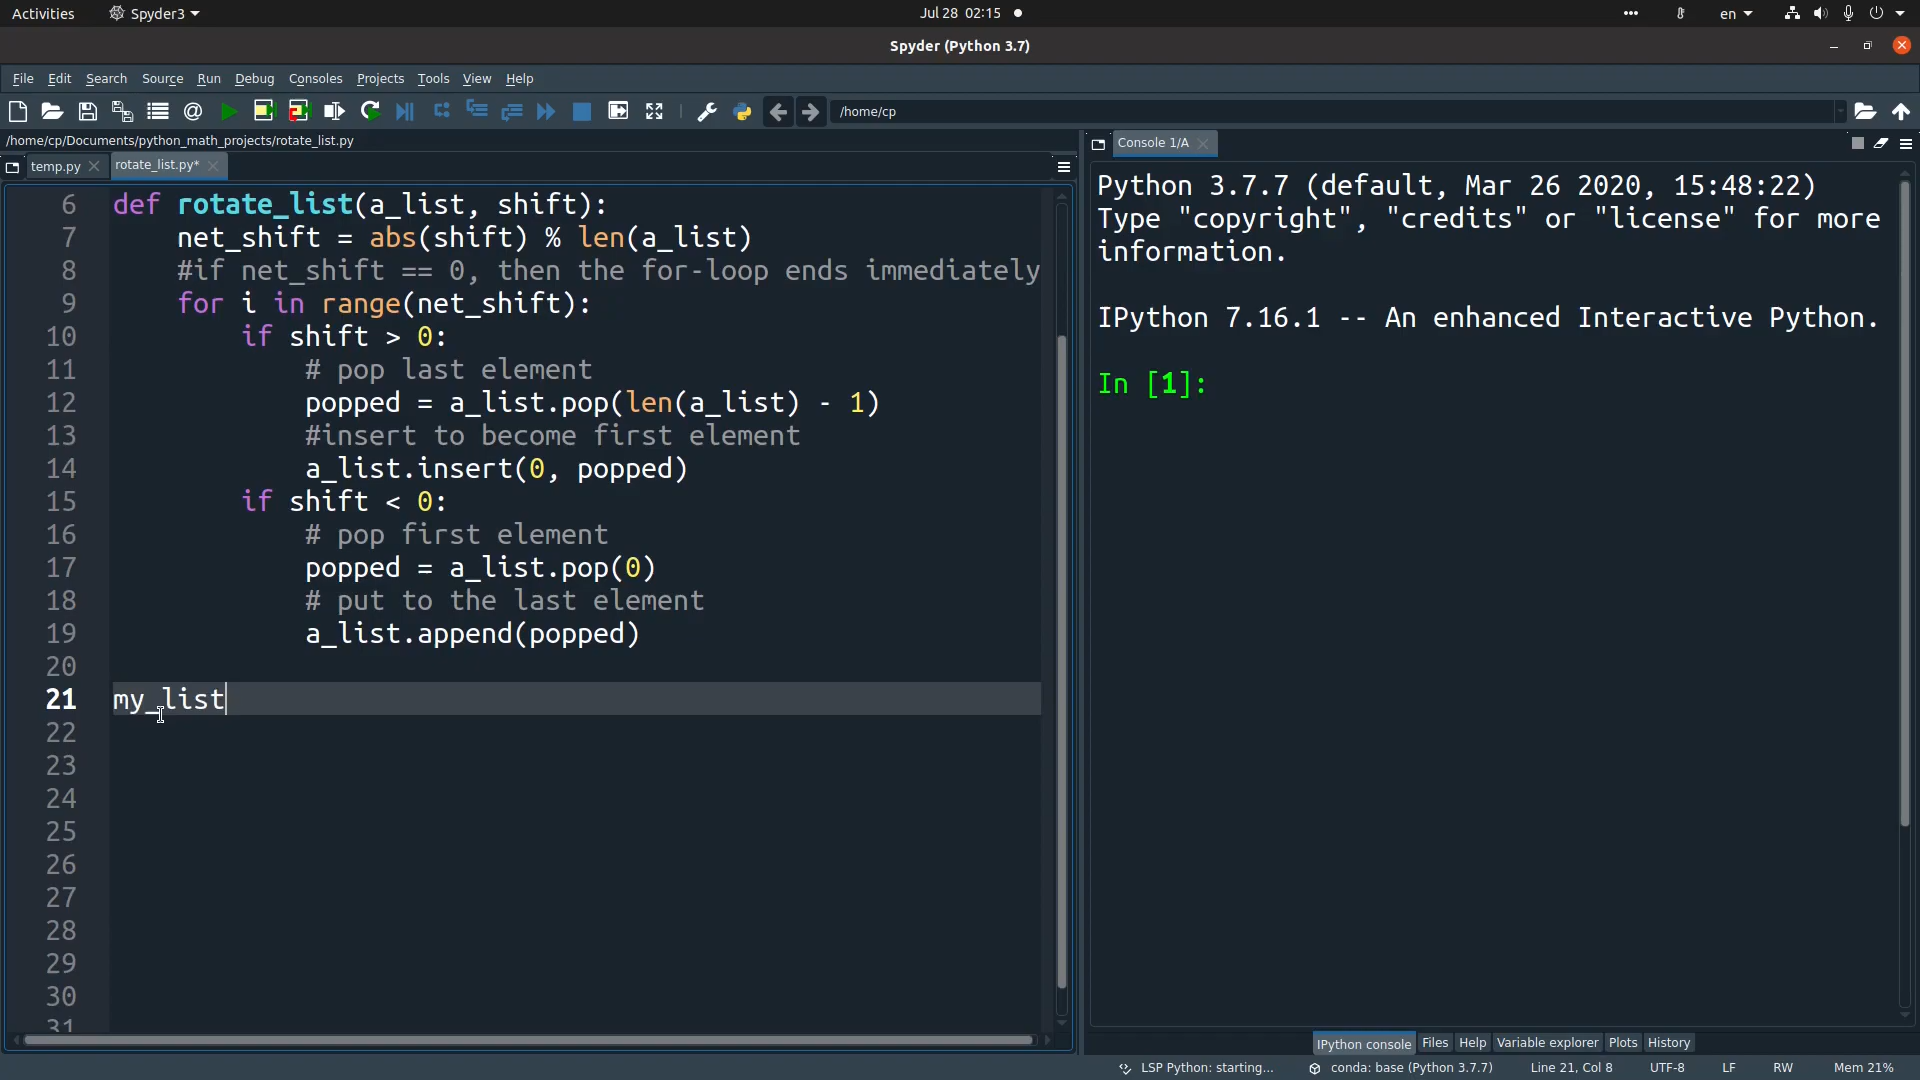 Activities Spyder3 Jul 28 02:15 en
Spyder (Python 3.7)
File Edit Search Source Run Debug Consoles Projects Tools View Help
/home/cp
/home/cp/Documents/python_math_projects/rotate_list.py
temp.py rotate_list.py*
6 def rotate_list(a_list, shift):
7 net_shift = abs(shift) % len(a_list)
8 #if net_shift == 0, then the for-loop ends immediately
9 for i in range(net_shift):
10 if shift > 0:
11 # pop last element
12 popped = a_list.pop(len(a_list) - 1)
13 #insert to become first element
14 a_list.insert(0, popped)
15 if shift < 0:
16 # pop first element
17 popped = a_list.pop(0)
18 # put to the last element
19 a_list.append(popped)
20
21 my_list
22
23
24
25
26
27
28
29
30
31
Console 1/A
Python 3.7.7 (default, Mar 26 2020, 15:48:22)
Type "copyright", "credits" or "license" for more
information.
IPython 7.16.1 -- An enhanced Interactive Python.
In [1]:
IPython console Files Help Variable explorer Plots History
LSP Python: starting... conda: base (Python 3.7.7) Line 21, Col 8 UTF-8 LF RW Mem 21%